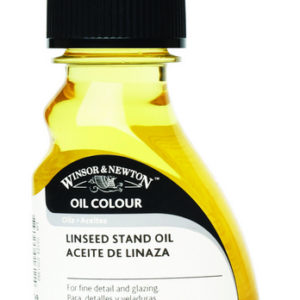 WINSOR & NEWTON
OIL COLOUR
Oils · Aceites
LINSEED STAND OIL
ACEITE DE LINAZA
For fine detail and glazing.
Para, detalles y veladuras.